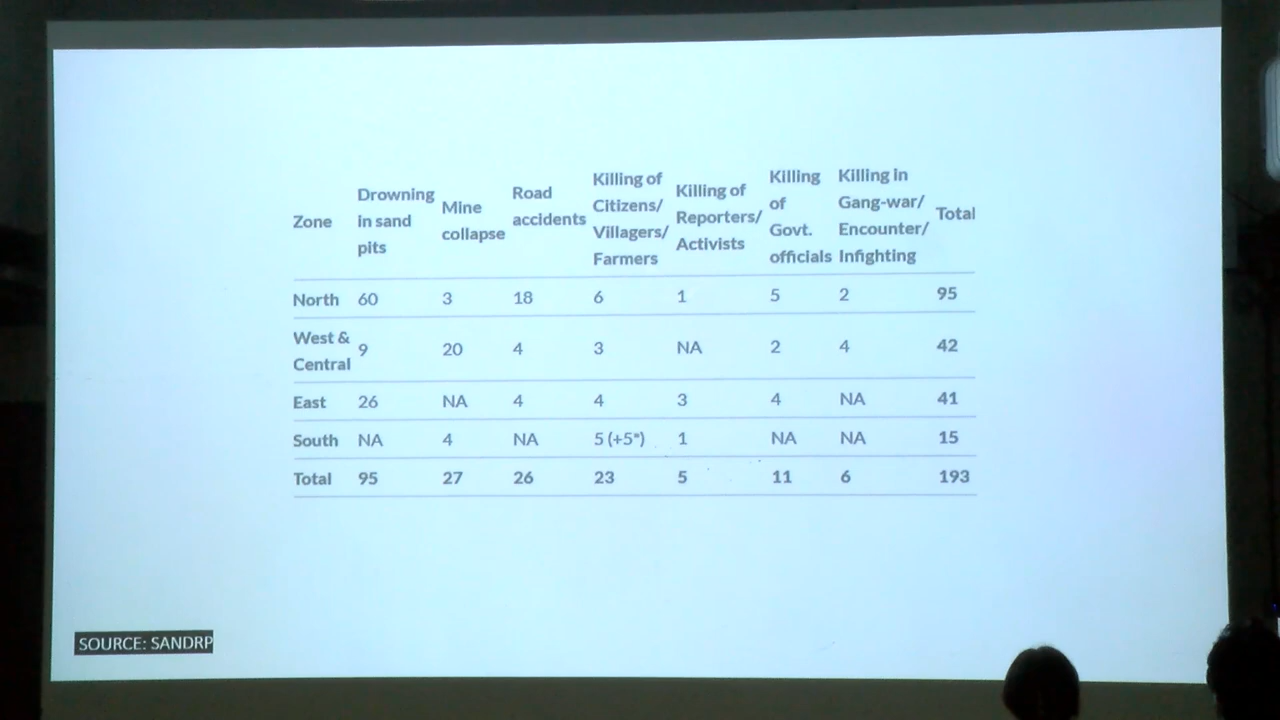 Zone Drowning in sand pits Mine collapse Road accidents Killing of Citizens/ Villagers/ Farmers Killing of Reporters/ Activists Killing of Govt. officials Killing in Gang-war/ Encounter/ Infighting Total
North 60 3 18 6 1 5 2 95
West & Central 9 20 4 3 NA 2 4 42
East 26 NA 4 4 3 4 NA 41
South NA 4 NA 5 (+5*) 1 NA NA 15
Total 95 27 26 23 5 11 6 193
SOURCE: SANDRP